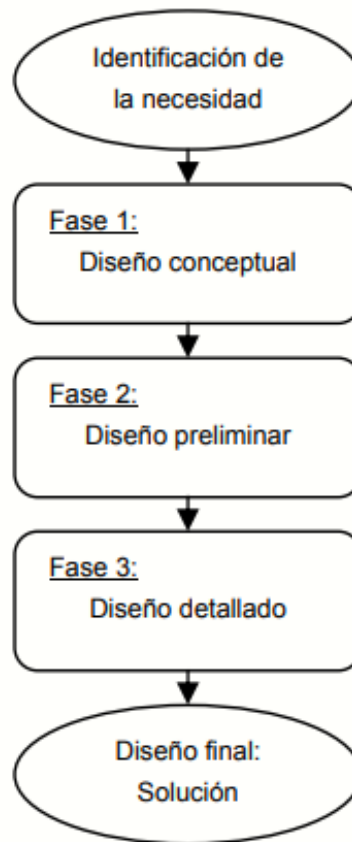 Identificación de
la necesidad
Fase 1:
Diseño conceptual
Fase 2:
Diseño preliminar
Fase 3:
Diseño detallado
Diseño final:
Solución